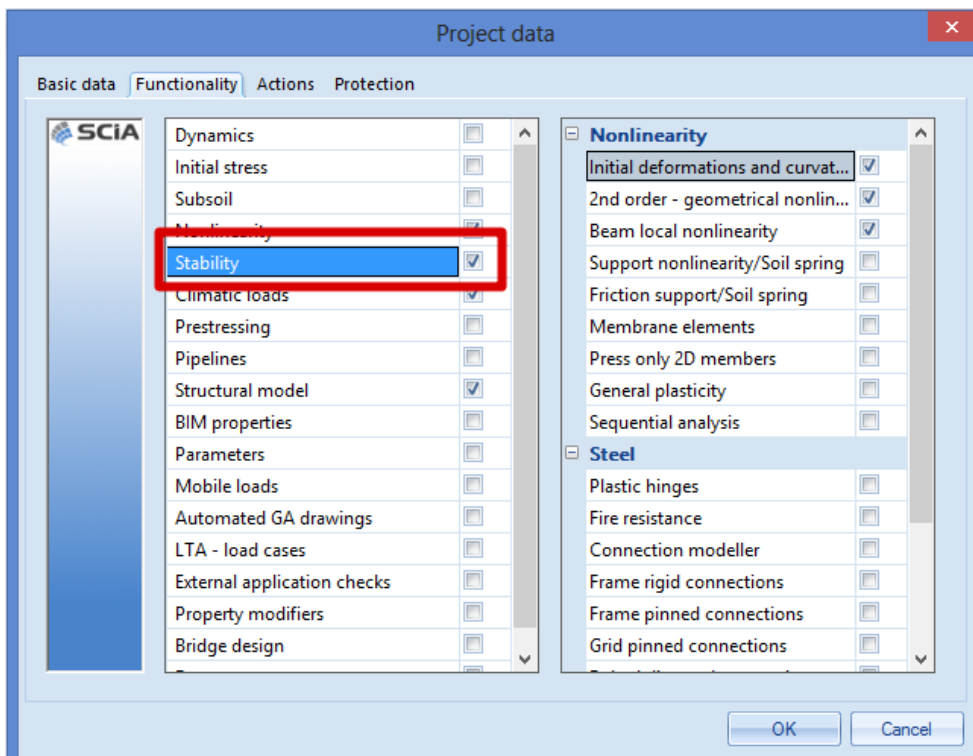 Project data
Basic data Functionality Actions Protection
SCiA
Dynamics
Initial stress
Subsoil
Nonlinearity
Stability
Climatic loads
Prestressing
Pipelines
Structural model
BIM properties
Parameters
Mobile loads
Automated GA drawings
LTA - load cases
External application checks
Property modifiers
Bridge design
Nonlinearity
Initial deformations and curvat...
2nd order - geometrical nonlin...
Beam local nonlinearity
Support nonlinearity/Soil spring
Friction support/Soil spring
Membrane elements
Press only 2D members
General plasticity
Sequential analysis
Steel
Plastic hinges
Fire resistance
Connection modeller
Frame rigid connections
Frame pinned connections
Grid pinned connections
OK Cancel